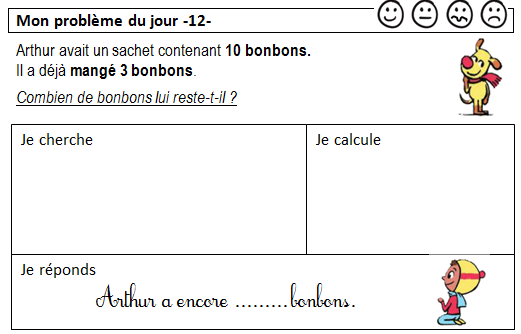 Mon problème du jour -12-
Arthur avait un sachet contenant 10 bonbons.
Il a déjà mangé 3 bonbons.
Combien de bonbons lui reste-t-il ?
Je cherche
Je calcule
Je réponds
Arthur a encore .........bonbons.